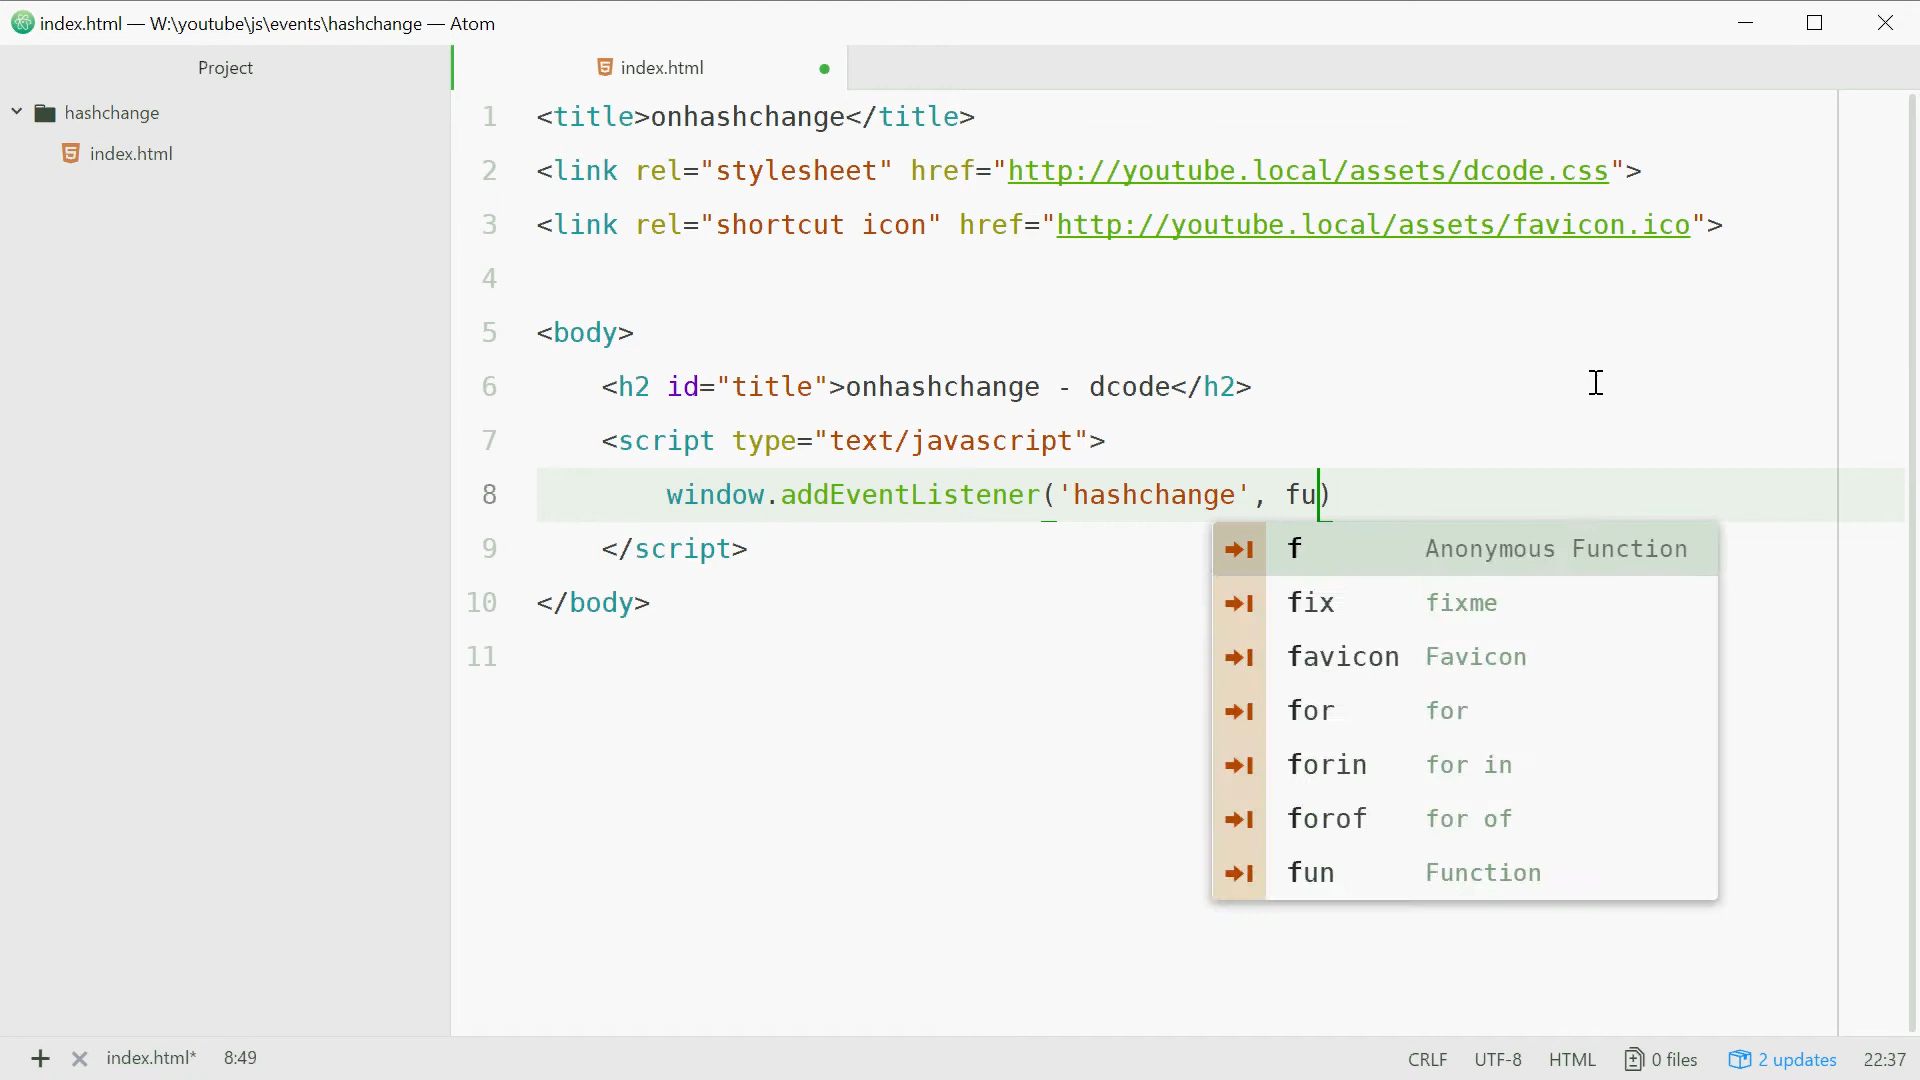 index.html — W:\youtube\js\events\hashchange — Atom
Project
index.html
hashchange
index.html
1 <title>onhashchange</title>
2 <link rel="stylesheet" href="http://youtube.local/assets/dcode.css">
3 <link rel="shortcut icon" href="http://youtube.local/assets/favicon.ico">
4
5 <body>
6 <h2 id="title">onhashchange - dcode</h2>
7 <script type="text/javascript">
8 window.addEventListener('hashchange', fu)
9 </script>
10 </body>
11
f Anonymous Function
fix fixme
favicon Favicon
for for
forin for in
forof for of
fun Function
index.html* 8:49 CRLF UTF-8 HTML 0 files 2 updates 22:37